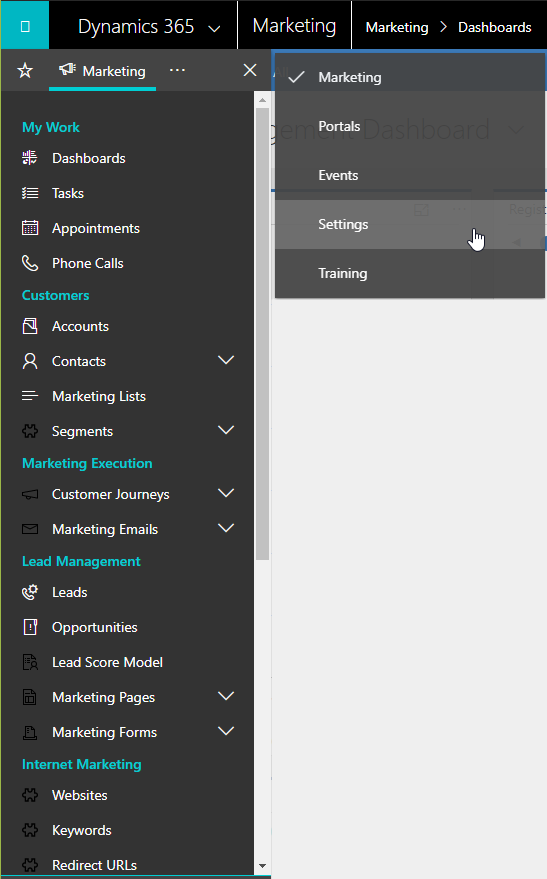 Dynamics 365
Marketing
Marketing > Dashboards
Marketing ...
My Work
Dashboards
Tasks
Appointments
Phone Calls
Customers
Accounts
Contacts
Marketing Lists
Segments
Marketing Execution
Customer Journeys
Marketing Emails
Lead Management
Leads
Opportunities
Lead Score Model
Marketing Pages
Marketing Forms
Internet Marketing
Websites
Keywords
Redirect URLs
Marketing
Portals
Events
Settings
Training
gement Dashboard
Regist